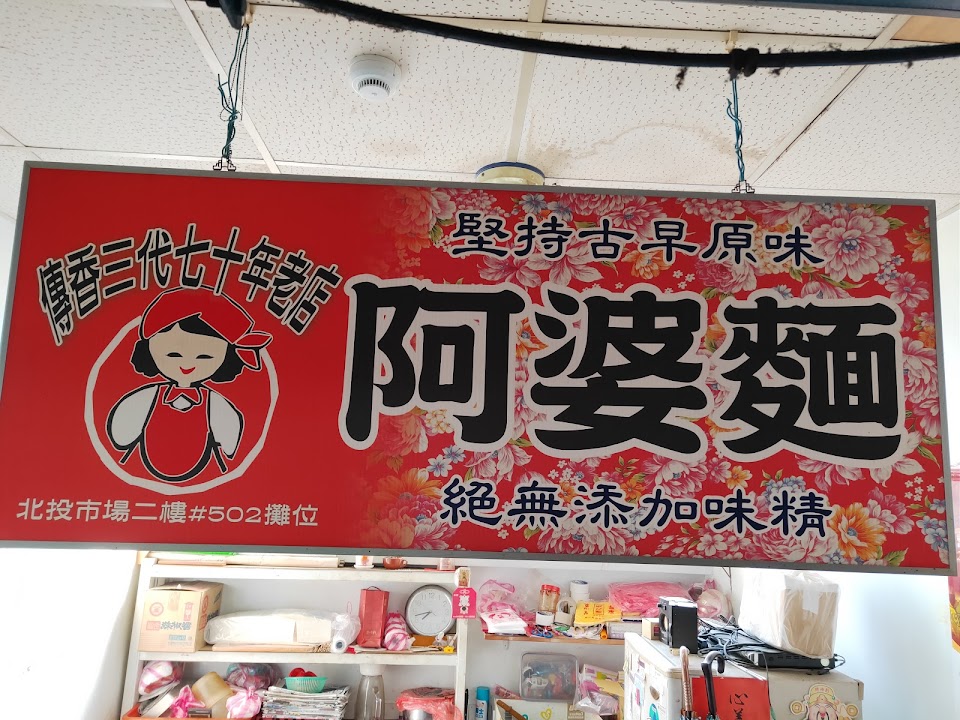 傳香三代七十年老店
北投市場二樓#502攤位
堅持古早原味
阿婆麵
絕無添加味精